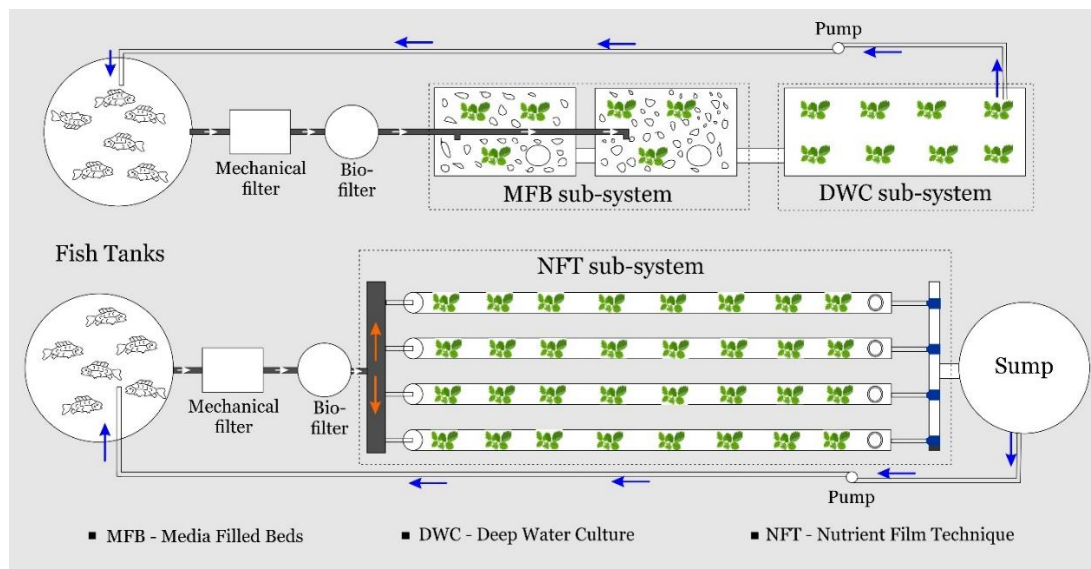 Pump
Mechanical
filter
Bio-
filter
MFB sub-system
DWC sub-system
Fish Tanks
NFT sub-system
Mechanical
filter
Bio-
filter
Sump
Pump
MFB - Media Filled Beds
DWC - Deep Water Culture
NFT - Nutrient Film Technique